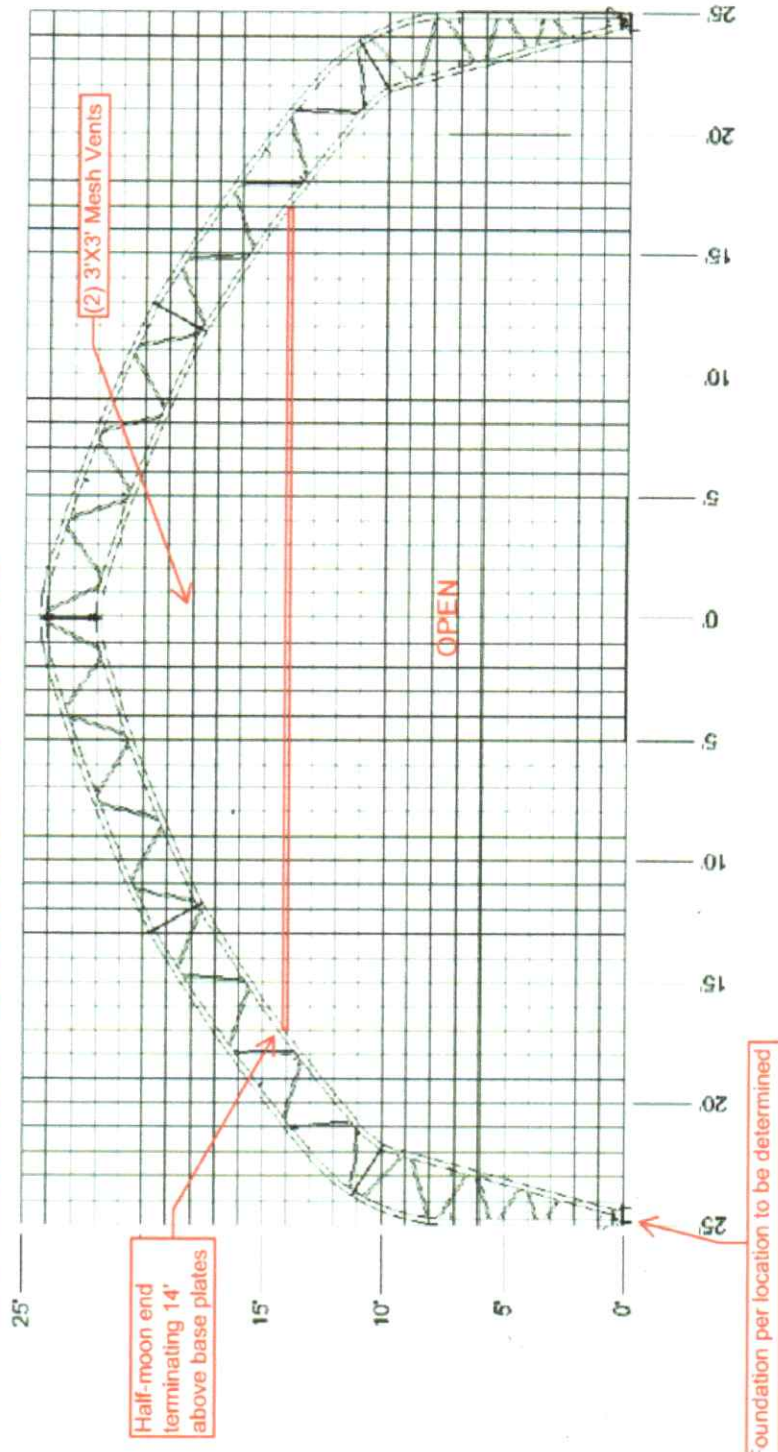 (2) 3'X3' Mesh Vents
Half-moon end
terminating 14'
above base plates
OPEN
Foundation per location to be determined
25'
15'
10'
5'
0'
25'
20'
15'
10'
5'
0'
5'
10'
15'
20'
25'